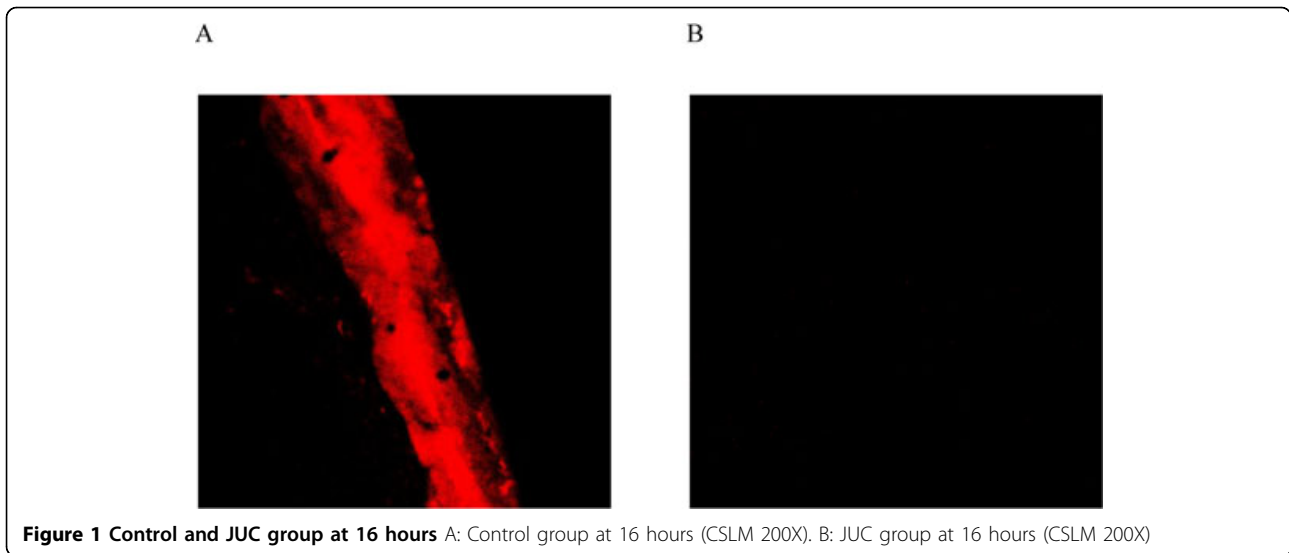 A B
Figure 1 Control and JUC group at 16 hours A: Control group at 16 hours (CSLM 200X). B: JUC group at 16 hours (CSLM 200X)